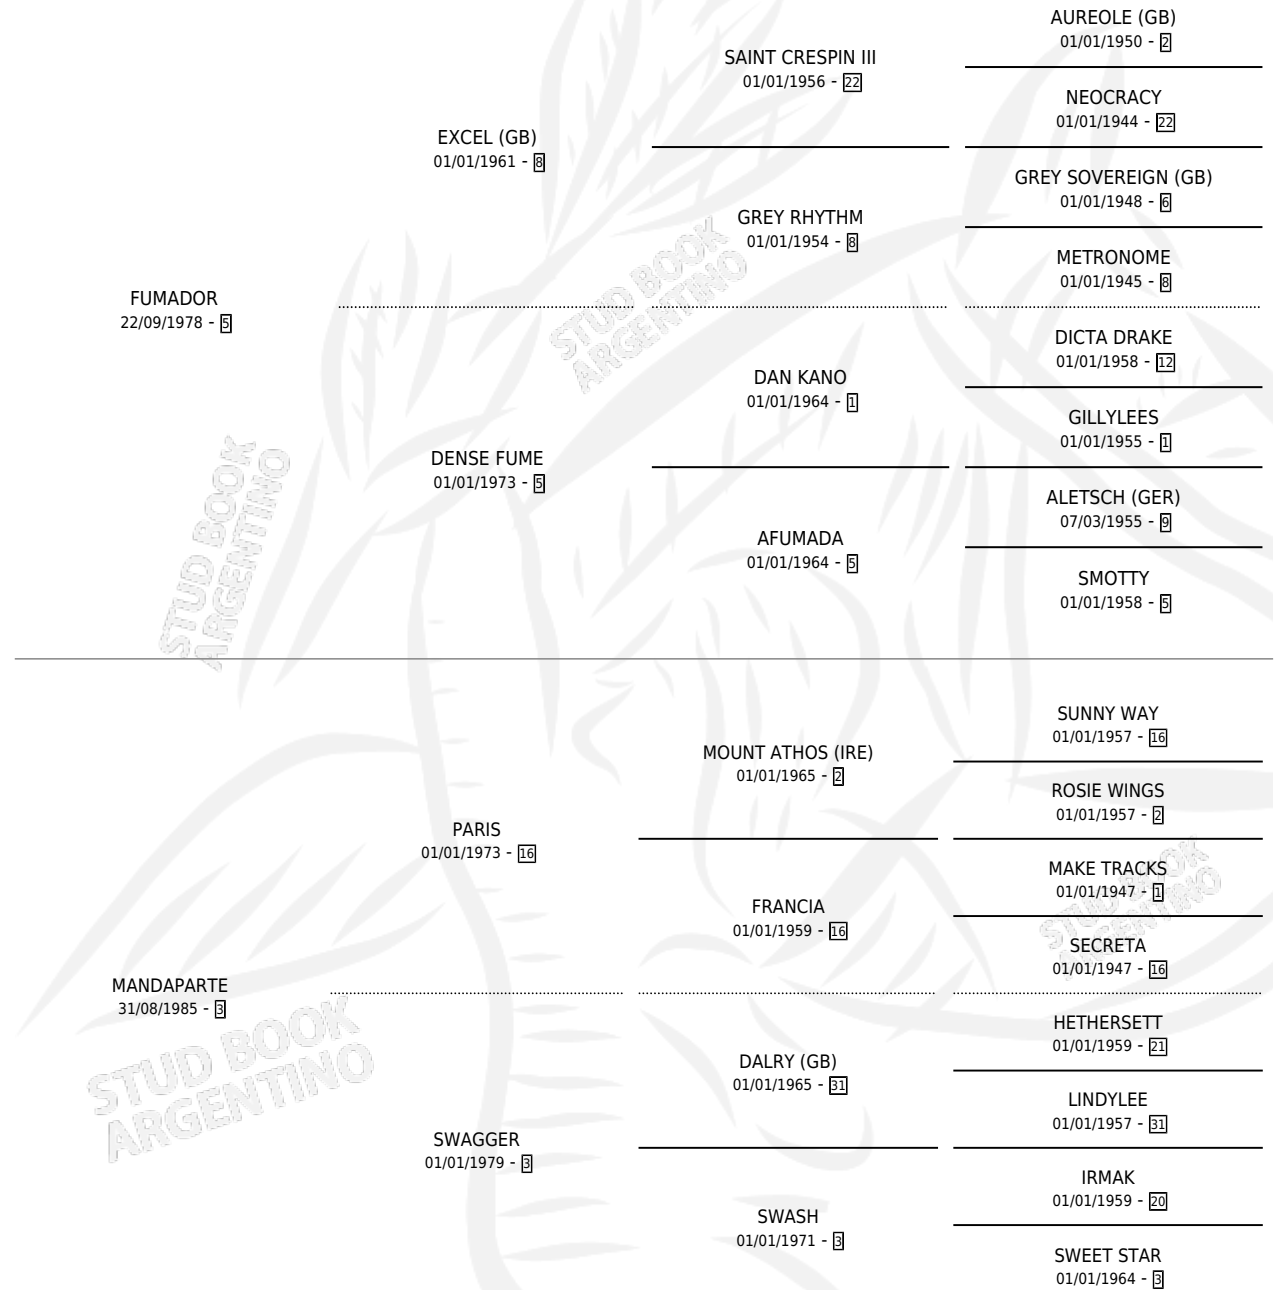 AUREOLE (GB)
01/01/1950 - 2
SAINT CRESPIN III
01/01/1956 - 22
NEOCRACY
01/01/1944 - 22
EXCEL (GB)
01/01/1961 - 8
GREY SOVEREIGN (GB)
01/01/1948 - 6
GREY RHYTHM
01/01/1954 - 8
METRONOME
01/01/1945 - 8
FUMADOR
22/09/1978 - 5
DICTA DRAKE
01/01/1958 - 12
DAN KANO
01/01/1964 - 1
GILLYLEES
01/01/1955 - 1
DENSE FUME
01/01/1973 - 5
ALETSCH (GER)
07/03/1955 - 9
AFUMADA
01/01/1964 - 5
SMOTTY
01/01/1958 - 5
SUNNY WAY
01/01/1957 - 16
MOUNT ATHOS (IRE)
01/01/1965 - 2
ROSIE WINGS
01/01/1957 - 2
PARIS
01/01/1973 - 16
MAKE TRACKS
01/01/1947 - 1
FRANCIA
01/01/1959 - 16
SECRETA
01/01/1947 - 16
MANDAPARTE
31/08/1985 - 3
HETHERSETT
01/01/1959 - 21
DALRY (GB)
01/01/1965 - 31
LINDYLEE
01/01/1957 - 31
SWAGGER
01/01/1979 - 3
IRMAK
01/01/1959 - 20
SWASH
01/01/1971 - 3
SWEET STAR
01/01/1964 - 3
STUD BOOK
ARGENTINO
STUD BOOK
ARGENTINO
STUD BOOK
ARGENTINO
STUD BOOK
ARGENTINO